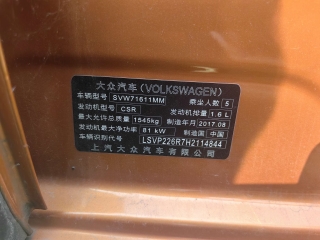 大众汽车(VOLKSWAGEN)
车辆型号 SVW71611MM 乘坐人数 5
发动机型号 CSR 发动机排量 1.6 L
最大允许总质量 1545kg 制造年月 2017.08
发动机最大净功率 81 kW 制造国 中国
车辆识别代号 LSVP226R7H2114844
上汽大众汽车有限公司